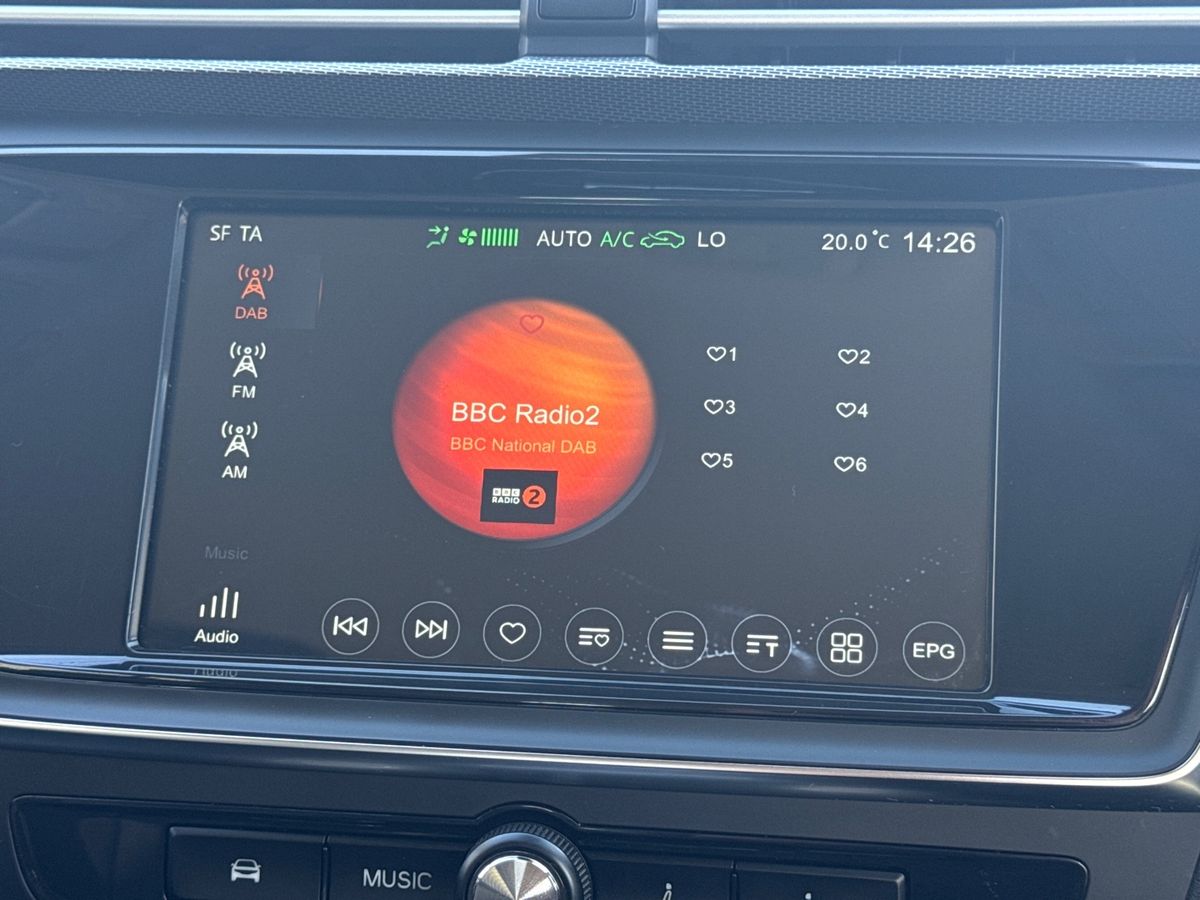 SF TA
AUTO A/C LO
20.0°C 14:26
DAB
FM
AM
Music
Audio
BBC Radio2
BBC National DAB
BBC
RADIO 2
1
2
3
4
5
6
T
EPG
Audio
MUSIC